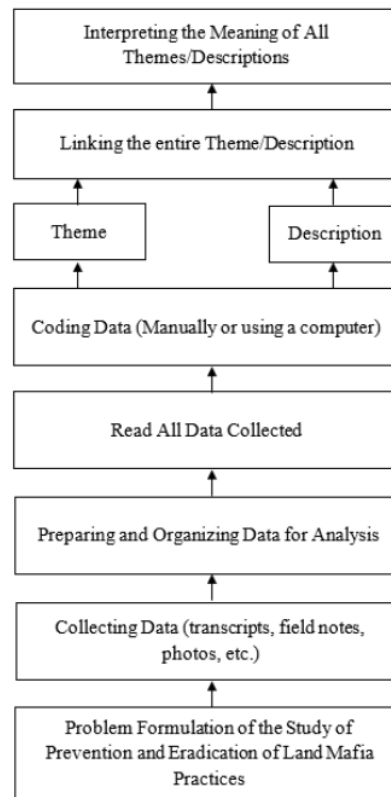 Interpreting the Meaning of All
Themes/Descriptions
Linking the entire Theme/Description
Theme
Description
Coding Data (Manually or using a computer)
Read All Data Collected
Preparing and Organizing Data for Analysis
Collecting Data (transcripts, field notes,
photos, etc.)
Problem Formulation of the Study of
Prevention and Eradication of Land Mafia
Practices